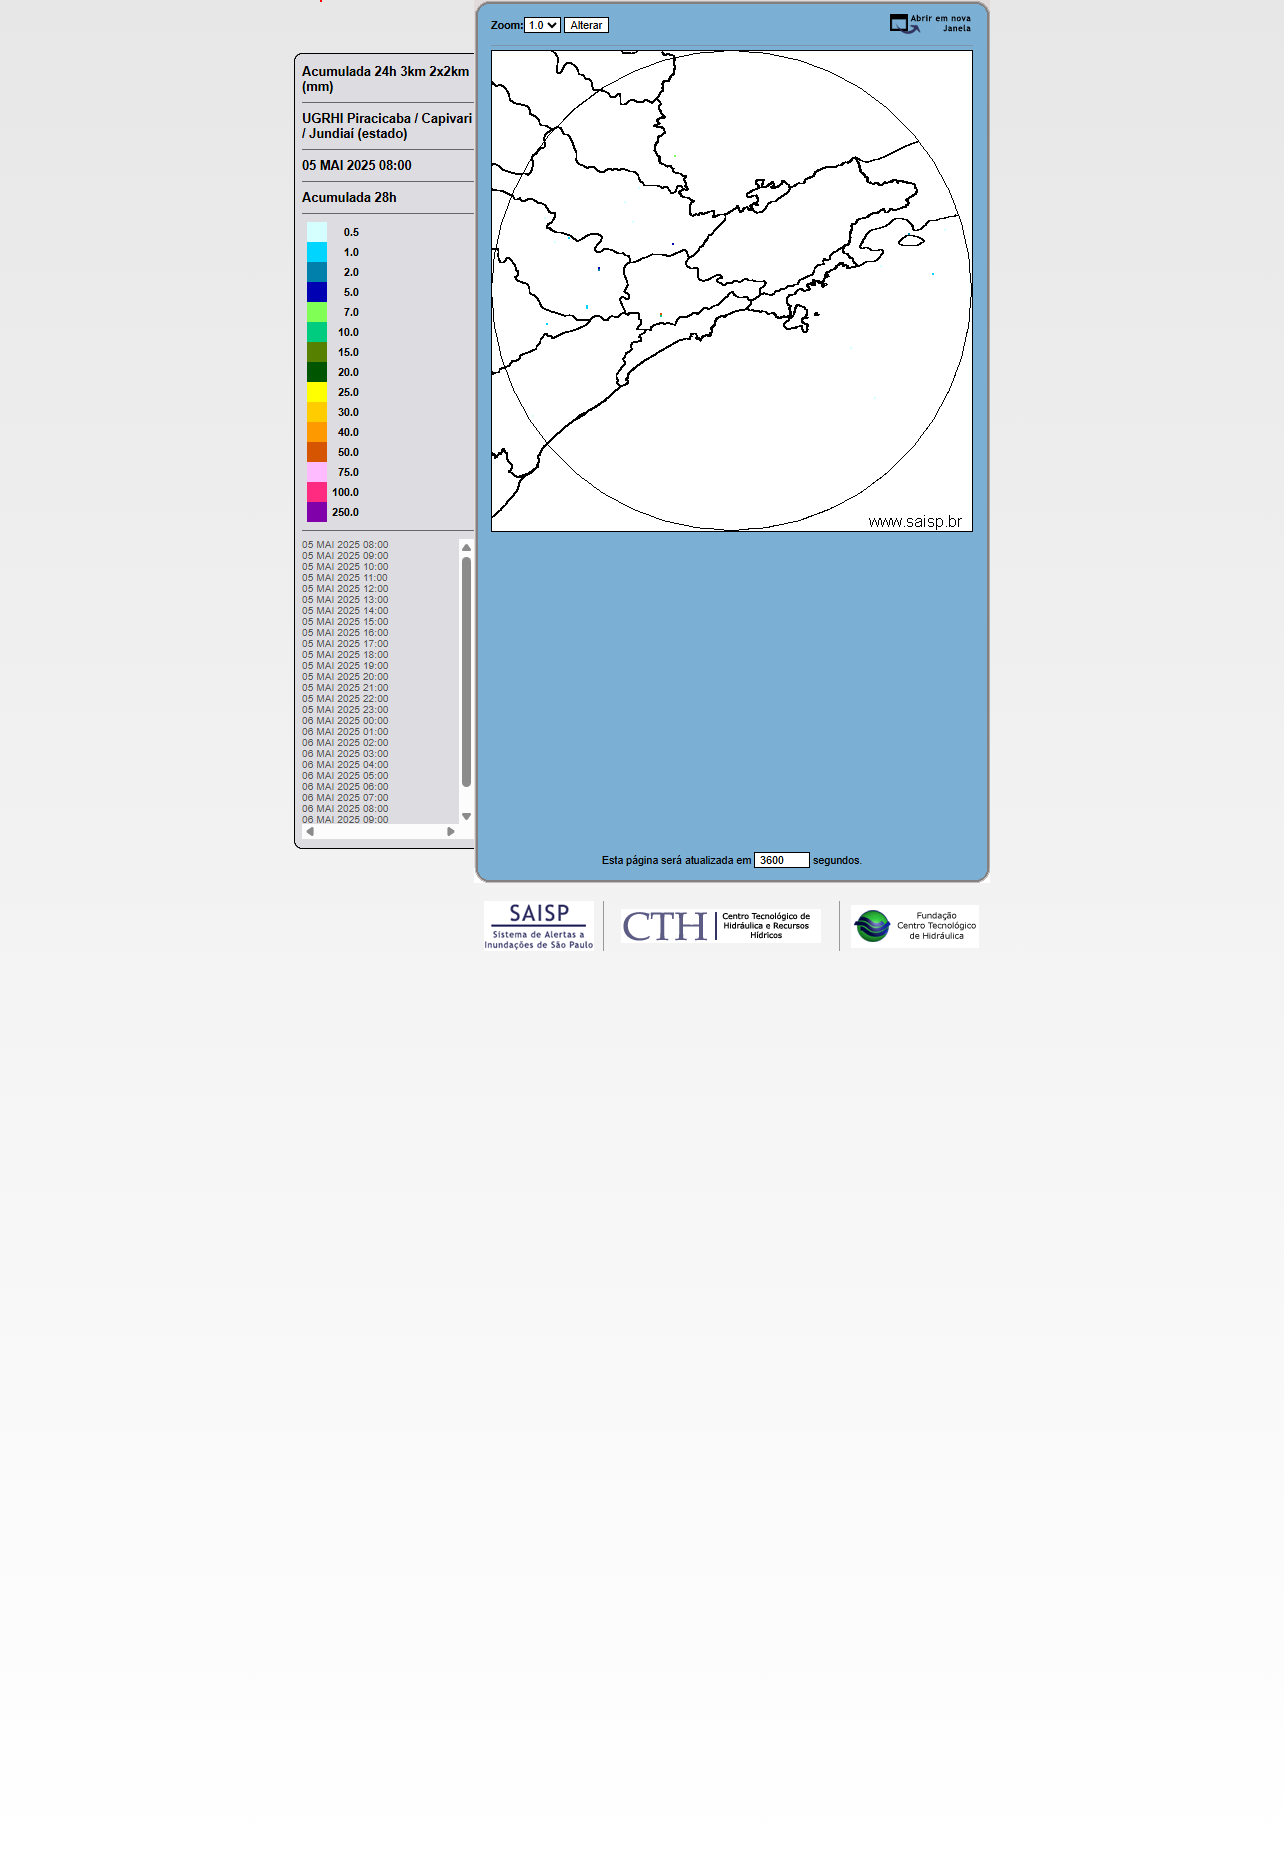 Zoom: 1.0 Alterar
Abrir em nova
Janela
Acumulada 24h 3km 2x2km
(mm)
UGRHI Piracicaba / Capivari
/ Jundiaí (estado)
05 MAI 2025 08:00
Acumulada 28h
0.5
1.0
2.0
5.0
7.0
10.0
15.0
20.0
25.0
30.0
40.0
50.0
75.0
100.0
250.0
www.saisp.br
05 MAI 2025 08:00
05 MAI 2025 09:00
05 MAI 2025 10:00
05 MAI 2025 11:00
05 MAI 2025 12:00
05 MAI 2025 13:00
05 MAI 2025 14:00
05 MAI 2025 15:00
05 MAI 2025 16:00
05 MAI 2025 17:00
05 MAI 2025 18:00
05 MAI 2025 19:00
05 MAI 2025 20:00
05 MAI 2025 21:00
05 MAI 2025 22:00
05 MAI 2025 23:00
06 MAI 2025 00:00
06 MAI 2025 01:00
06 MAI 2025 02:00
06 MAI 2025 03:00
06 MAI 2025 04:00
06 MAI 2025 05:00
06 MAI 2025 06:00
06 MAI 2025 07:00
06 MAI 2025 08:00
06 MAI 2025 09:00
Esta página será atualizada em 3600 segundos.
SAISP
Sistema de Alertas a
Inundações de São Paulo
CTH
Centro Tecnológico de
Hidráulica e Recursos
Hídricos
Fundação
Centro Tecnológico
de Hidráulica